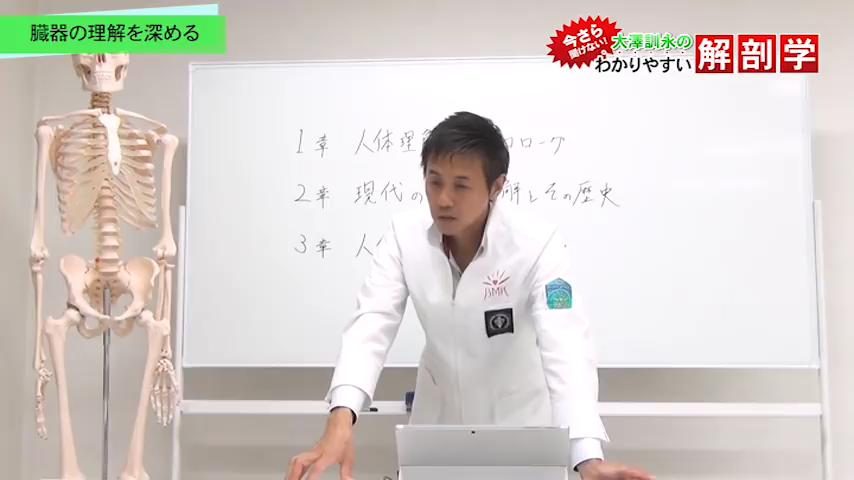 臓器の理解を深める
今さら
聞けない!
大澤訓永の
わかりやすい
解剖学
1章 人体理
ロローグ
2章 現代の
解とその歴史
3章 人
BMK